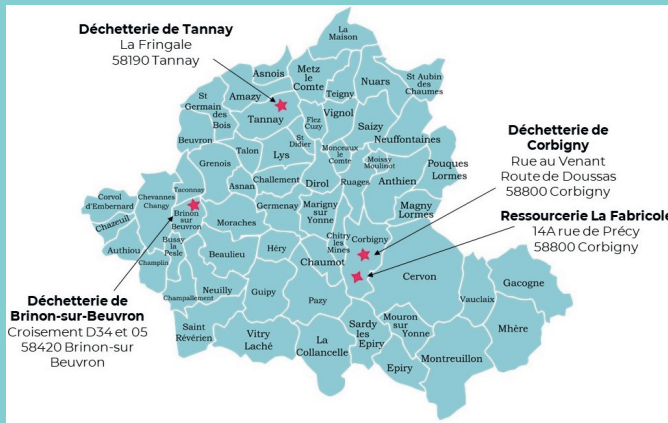 Déchetterie de Tannay
La Fringale
58190 Tannay
Déchetterie de
Corbigny
Rue au Venant
Route de Doussas
58800 Corbigny
Ressourcerie La Fabricole
14A rue de Précy
58800 Corbigny
Déchetterie de
Brinon-sur-Beuvron
Croisement D34 et 05
58420 Brinon-sur
Beuvron
La
Maison
Asnois
Metz
le
Comte
Nuars
St Aubin
des
Chaumes
Teigny
Amazy
St
Germain
des
Bois
Tannay
Flez
Cuzy
Vignol
Saizy
Neuffontaines
Beuvron
St
Didier
Talon
Lys
Monceaux
le
Comte
Moissy
Moulinot
Pouques
Lormes
Grenois
Challement
Dirol
Ruages
Anthien
Taconnay
Asnan
Corvol
d'Embernard
Chevannes
Changy
Brinon
sur
Beuvron
Germenay
Marigny
sur
Yonne
Magny
Lormes
Chazeuil
Moraches
Chitry
les
Mines
Corbigny
Authiou
Bussy
la
Pesle
Champlin
Beaulieu
Héry
Chaumot
Cervon
Gacogne
Champallement
Neuilly
Guipy
Pazy
Vauclaix
Saint
Révérien
Vitry
Laché
La
Collancelle
Sardy
les
Epiry
Mouron
sur
Yonne
Mhère
Epiry
Montreuillon